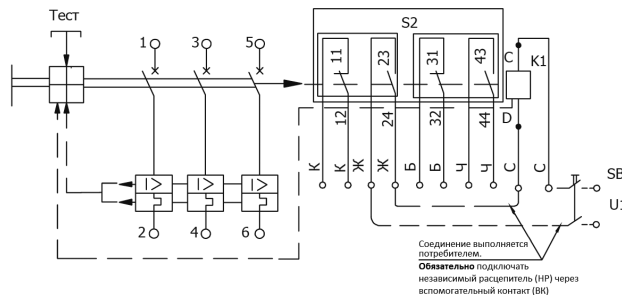 Тест
1 3 5
S2
11 23 31 43
C K1
12 24 32 44 D
К К Ж Ж Б Б Ч Ч С С
SB
U1
I> I> I>
2 4 6
Соединение выполняется
потребителем.
Обязательно подключать
независимый расцепитель (НР) через
вспомогательный контакт (ВК)